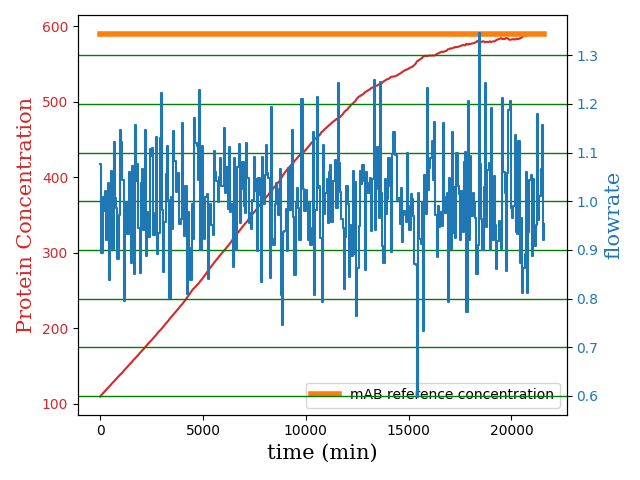 600
500
400
300
200
100
Protein Concentration
1.3
1.2
1.1
1.0
0.9
0.8
0.7
0.6
flowrate
mAB reference concentration
0 5000 10000 15000 20000
time (min)